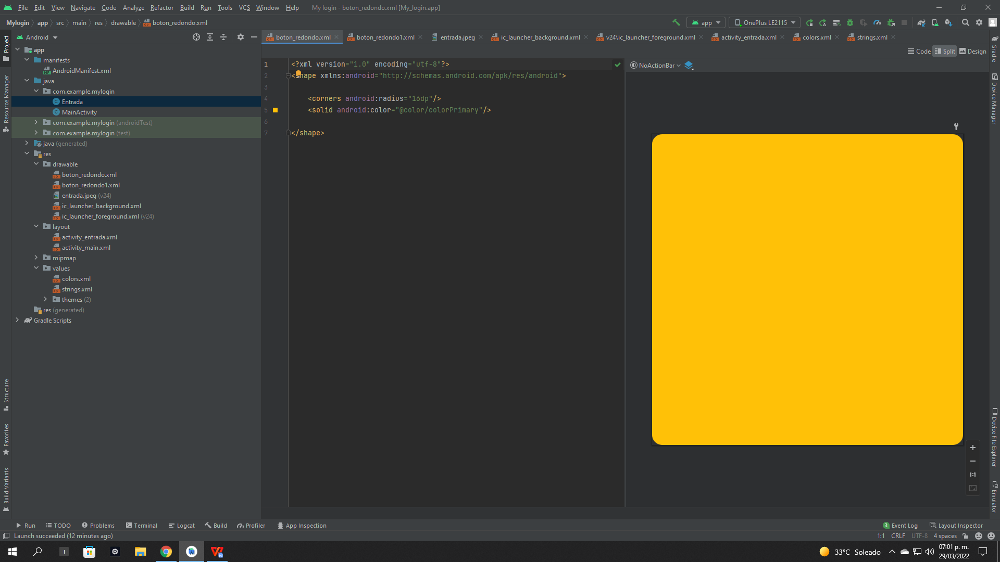 File Edit View Navigate Code Analyze Refactor Build Run Tools VCS Window Help My login - boton_redondo.xml [My_login.app]
Mylogin app src main res drawable boton_redondo.xml
app OnePlus LE2115
Android
boton_redondo.xml boton_redondo1.xml entrada.jpeg ic_launcher_background.xml v24\ic_launcher_foreground.xml activity_entrada.xml colors.xml strings.xml
Code Split Design
NoActionBar
app
manifests
AndroidManifest.xml
java
com.example.mylogin
Entrada
MainActivity
com.example.mylogin (androidTest)
com.example.mylogin (test)
java (generated)
res
drawable
boton_redondo.xml
boton_redondo1.xml
entrada.jpeg (v24)
ic_launcher_background.xml
ic_launcher_foreground.xml (v24)
layout
activity_entrada.xml
activity_main.xml
mipmap
values
colors.xml
strings.xml
themes (2)
res (generated)
Gradle Scripts
1 <?xml version="1.0" encoding="utf-8"?>
2 <shape xmlns:android="http://schemas.android.com/apk/res/android">
3
4 <corners android:radius="16dp"/>
5 <solid android:color="@color/colorPrimary"/>
6
7 </shape>
Project
Resource Manager
Structure
Favorites
Build Variants
Gradle
Device Manager
Device File Explorer
Emulator
1:1
Run TODO Problems Terminal Logcat Build Profiler App Inspection 3 Event Log Layout Inspector
Launch succeeded (12 minutes ago) 1:1 CRLF UTF-8 4 spaces
33°C Soleado
07:01 p. m.
29/03/2022